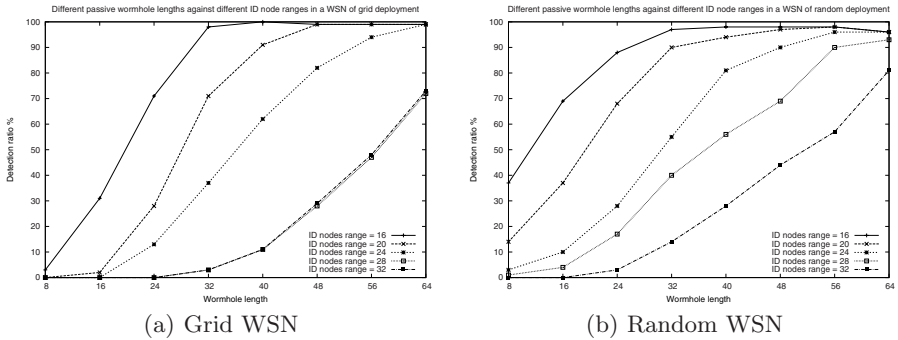 Different passive wormhole lengths against different ID node ranges in a WSN of grid deployment
100
90
80
70
60
50
40
30
20
10
0
Detection ratio %
ID nodes range = 16
ID nodes range = 20
ID nodes range = 24
ID nodes range = 28
ID nodes range = 32
8 16 24 32 40 48 56 64
Wormhole length
(a) Grid WSN
Different passive wormhole lengths against different ID node ranges in a WSN of random deployment
100
90
80
70
60
50
40
30
20
10
0
Detection ratio %
ID nodes range = 16
ID nodes range = 20
ID nodes range = 24
ID nodes range = 28
ID nodes range = 32
8 16 24 32 40 48 56 64
Wormhole length
(b) Random WSN